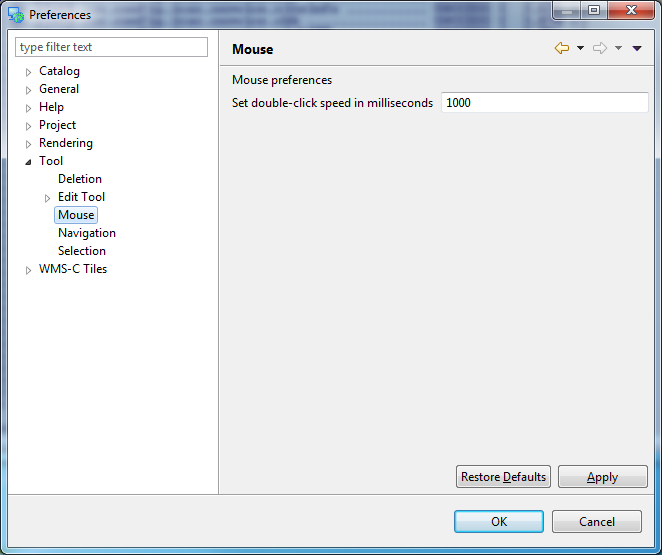 Preferences
type filter text
Catalog
General
Help
Project
Rendering
Tool
Deletion
Edit Tool
Mouse
Navigation
Selection
WMS-C Tiles
Mouse
Mouse preferences
Set double-click speed in milliseconds 1000
Restore Defaults Apply
OK Cancel